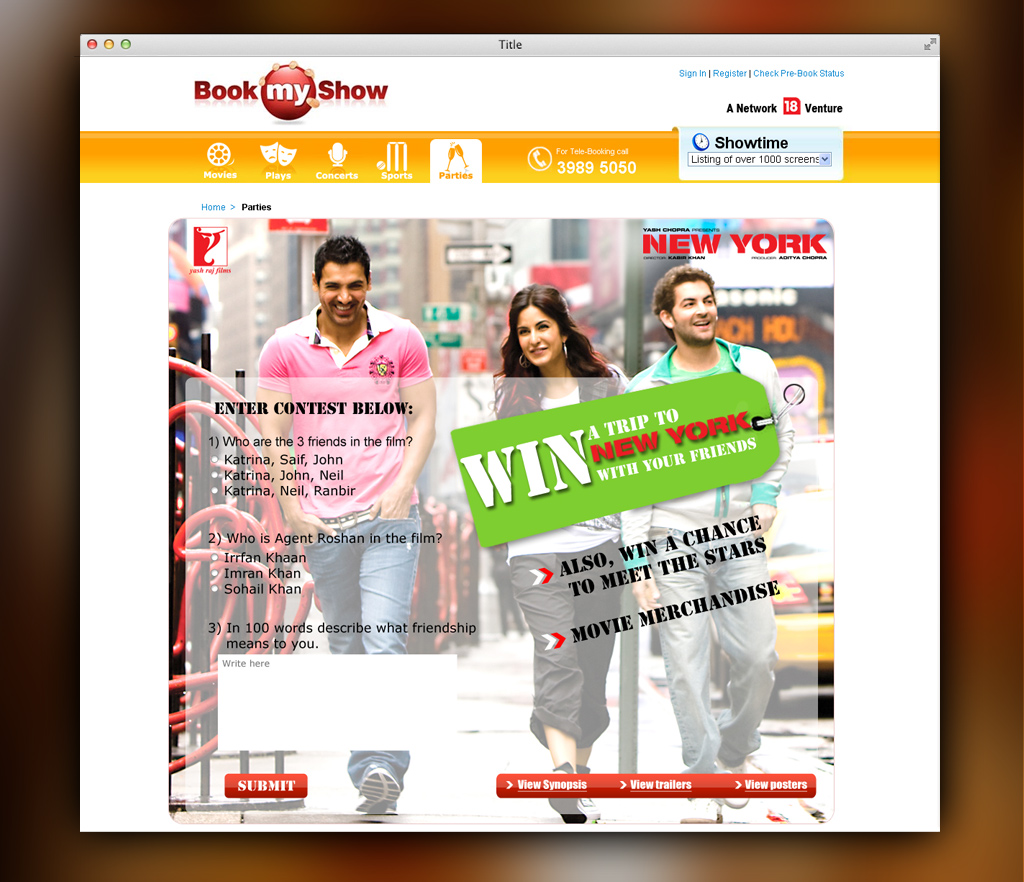 Title
Book my Show
Sign In | Register | Check Pre-Book Status
A Network 18 Venture
Movies
Plays
Concerts
Sports
Parties
For Tele-Booking call
3989 5050
Showtime
Listing of over 1000 screens
Home > Parties
yash raj films
YASH CHOPRA PRESENTS
NEW YORK
DIRECTOR KABIR KHAN PRODUCER ADITYA CHOPRA
ENTER CONTEST BELOW:
1) Who are the 3 friends in the film?
Katrina, Saif, John
Katrina, John, Neil
Katrina, Neil, Ranbir
2) Who is Agent Roshan in the film?
Irrfan Khaan
Imran Khan
Sohail Khan
3) In 100 words describe what friendship
means to you.
Write here
SUBMIT
WIN A TRIP TO
NEW YORK
WITH YOUR FRIENDS
ALSO, WIN A CHANCE
TO MEET THE STARS
MOVIE MERCHANDISE
> View Synopsis
> View trailers
> View posters